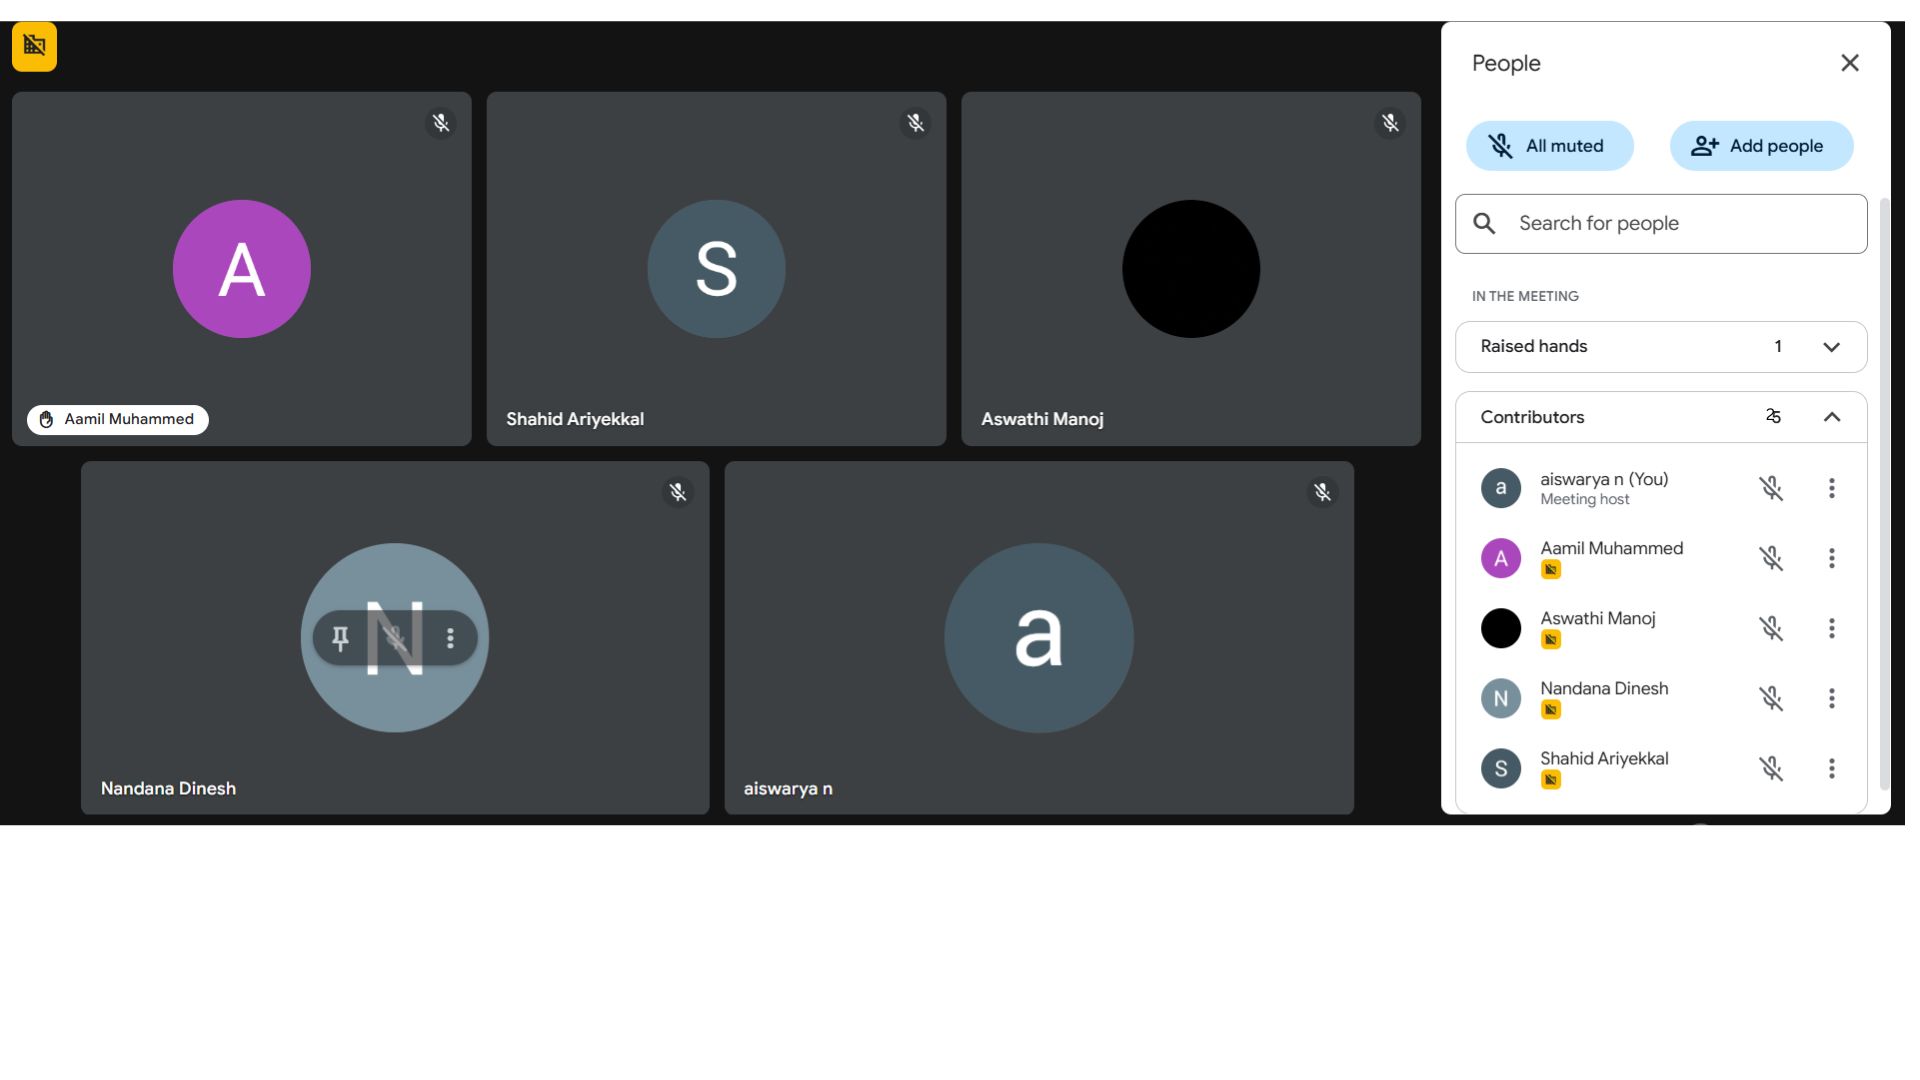 People
All muted
Add people
Search for people
IN THE MEETING
Raised hands 1
Contributors
A
S
Aamil Muhammed
Shahid Ariyekkal
Aswathi Manoj
N
a
Nandana Dinesh
aiswarya n
a
aiswarya n (You)
Meeting host
A
Aamil Muhammed
Aswathi Manoj
N
Nandana Dinesh
S
Shahid Ariyekkal